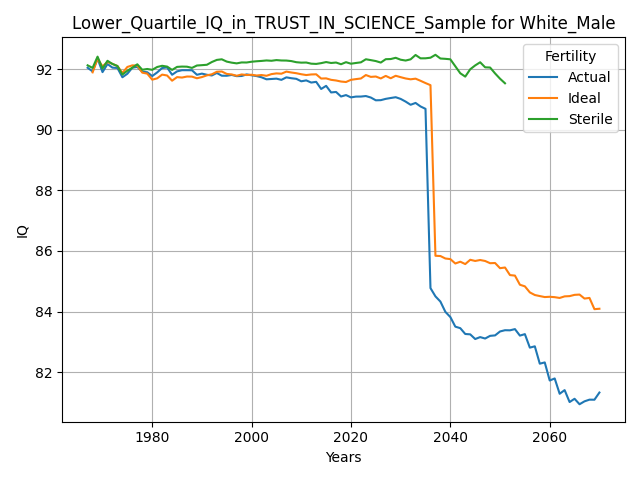 Lower_Quartile_IQ_in_TRUST_IN_SCIENCE_Sample for White_Male
Fertility
Actual
Ideal
Sterile
92
90
88
86
84
82
IQ
1980
2000
2020
2040
2060
Years